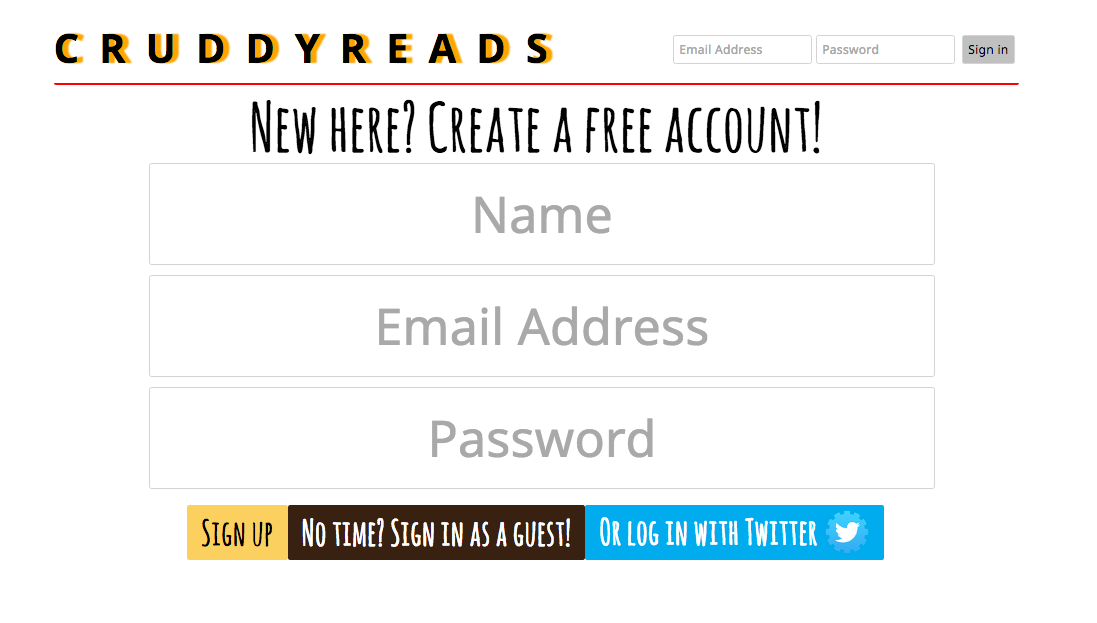 CRUDDYREADS
Email Address Password Sign in
New here? Create a free account!
Name
Email Address
Password
Sign up No time? Sign in as a guest! Or log in with Twitter